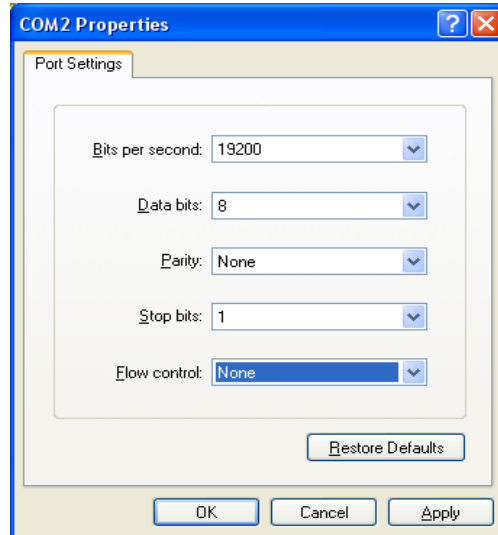 COM2 Properties
Port Settings
Bits per second: 19200
Data bits: 8
Parity: None
Stop bits: 1
Flow control: None
Restore Defaults
OK Cancel Apply